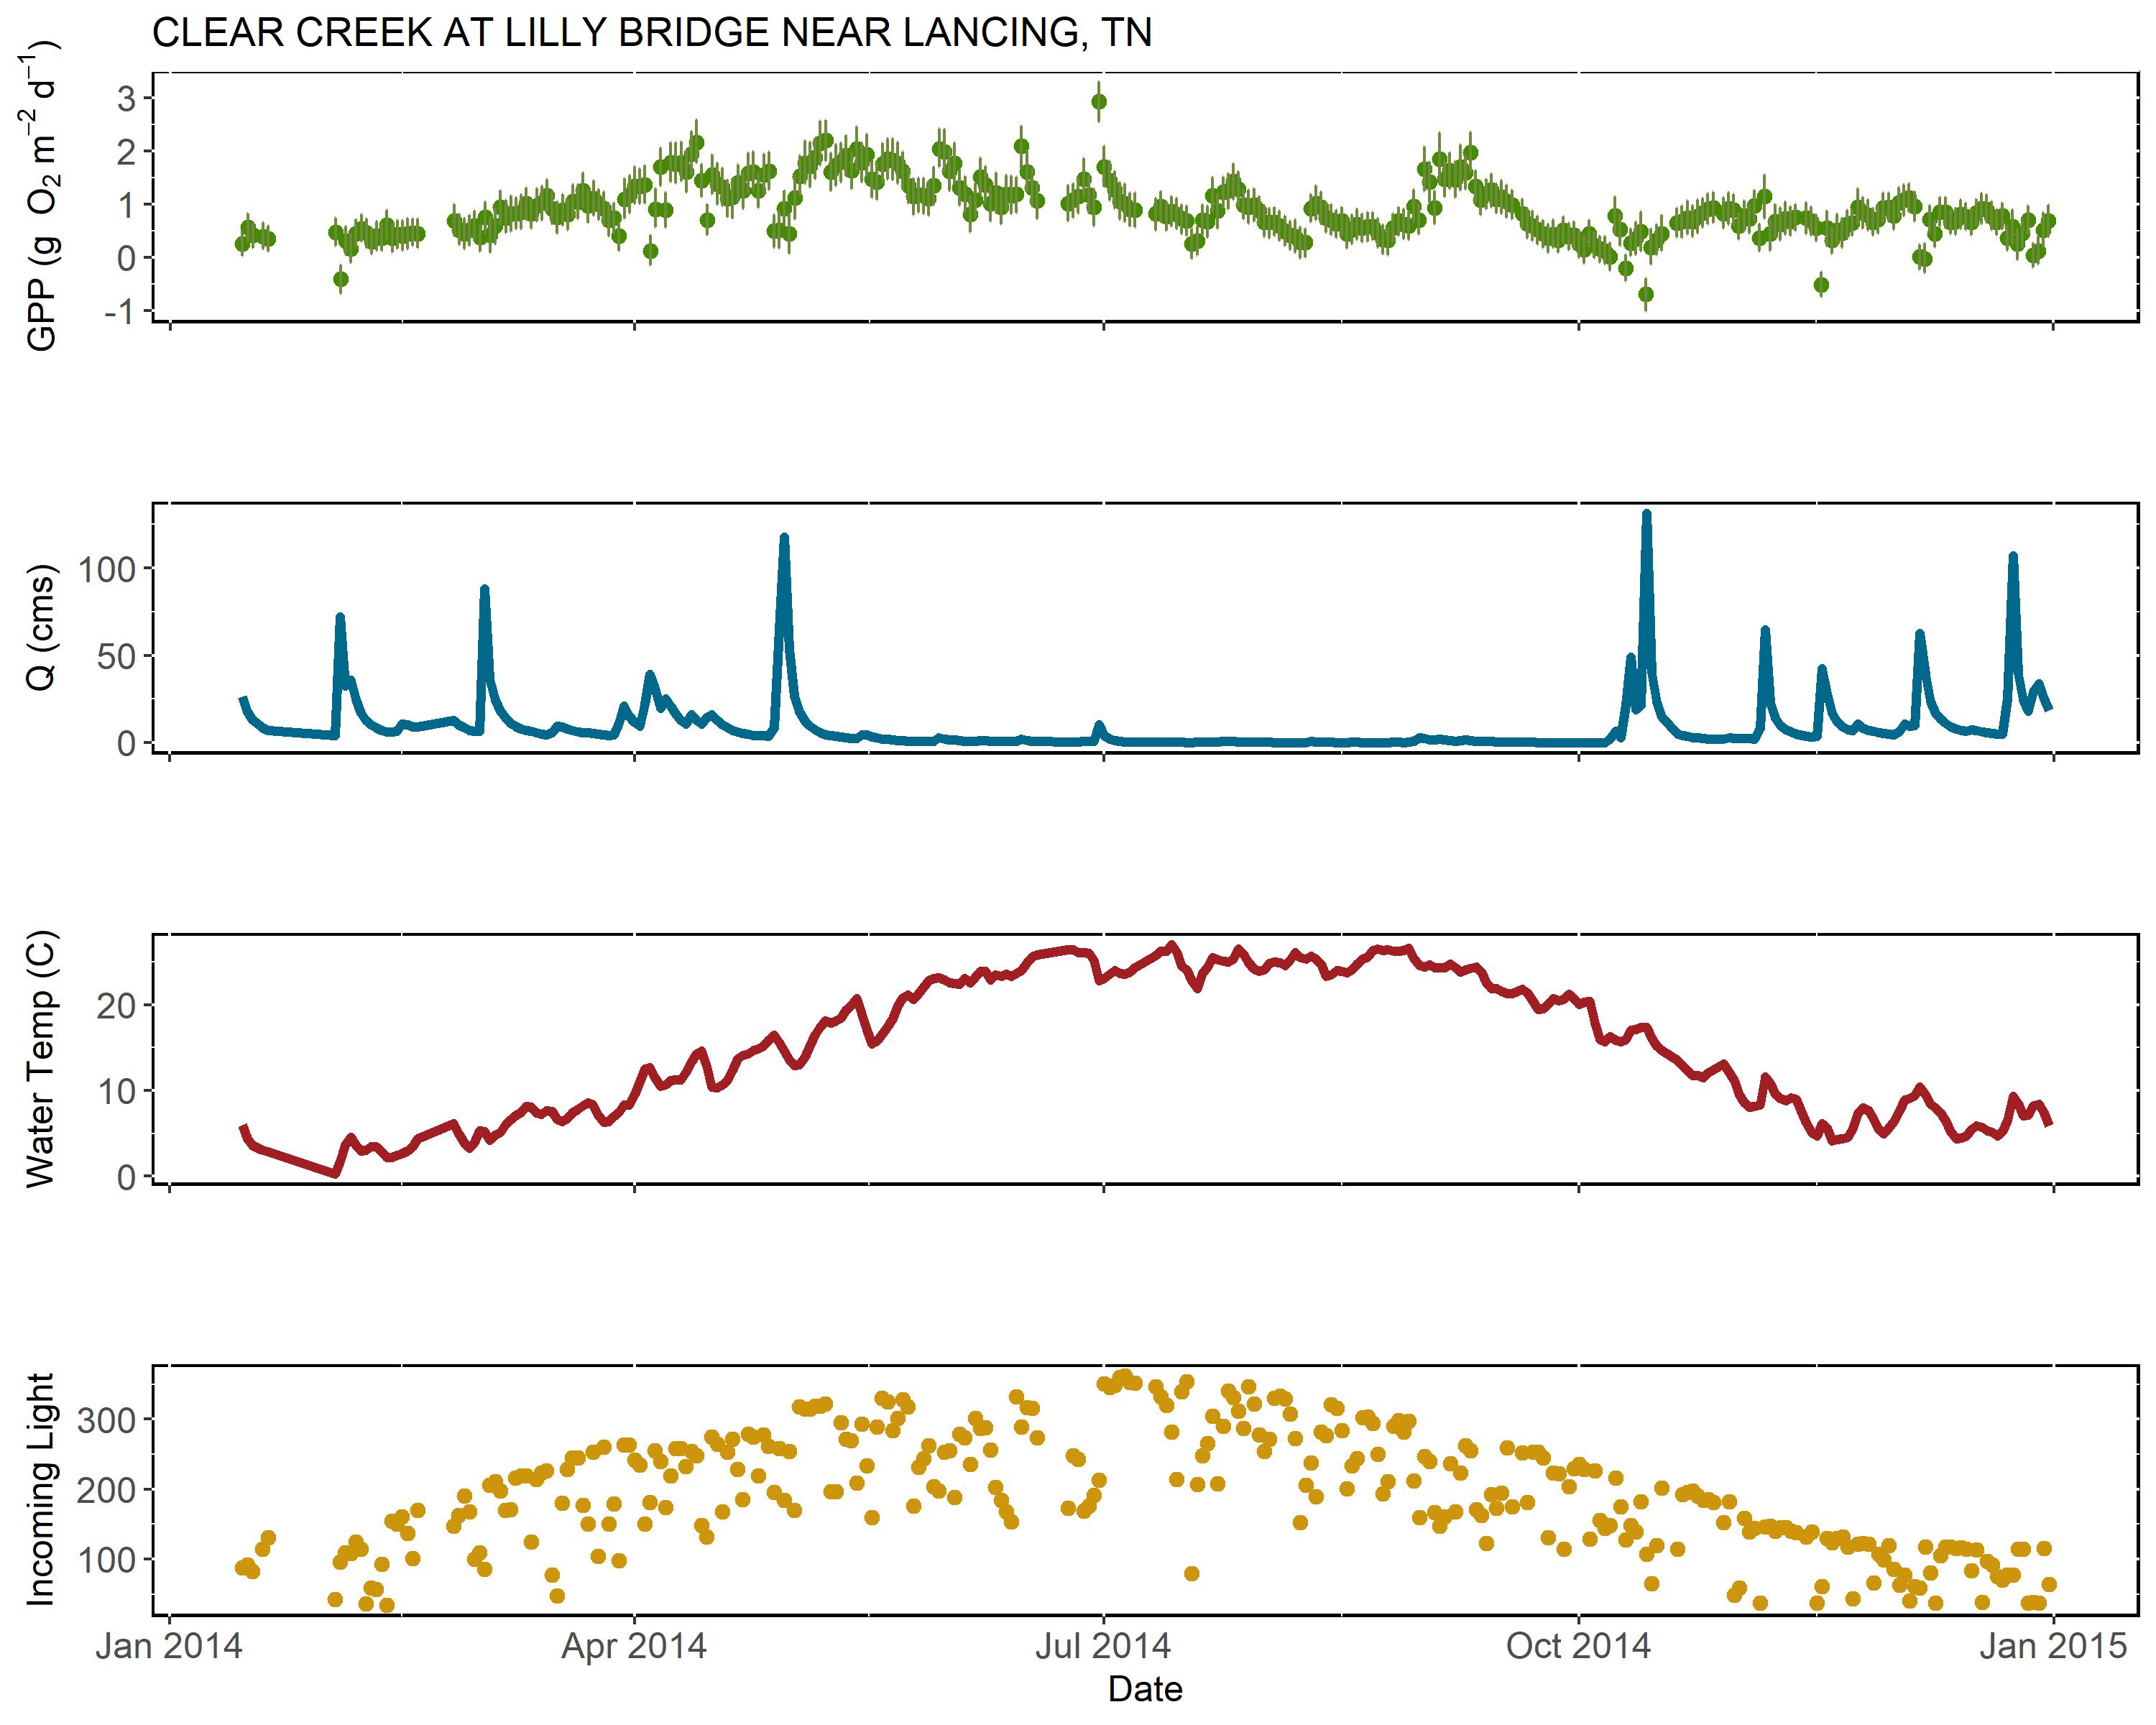 CLEAR CREEK AT LILLY BRIDGE NEAR LANCING, TN
GPP (g O₂ m⁻² d⁻¹)
3
2
1
0
-1
Q (cms)
100
50
0
Water Temp (C)
20
10
0
Incoming Light
300
200
100
Jan 2014 Apr 2014 Jul 2014 Oct 2014 Jan 2015
Date